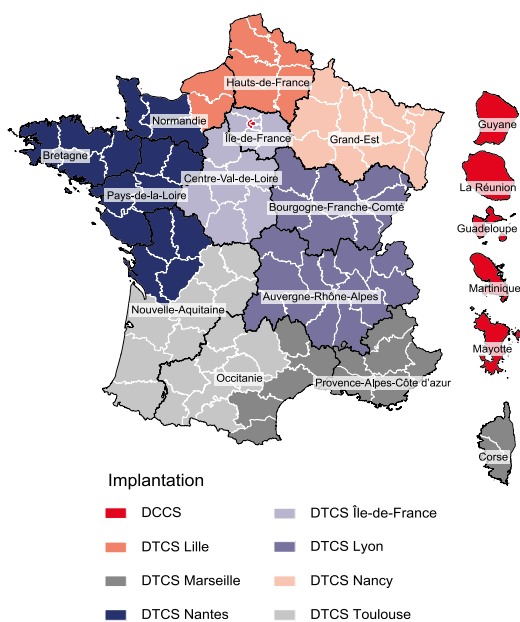 Hauts-de-France
Normandie
Île-de-France
Grand-Est
Bretagne
Centre-Val-de-Loire
Pays-de-la-Loire
Bourgogne-Franche-Comté
Auvergne-Rhône-Alpes
Nouvelle-Aquitaine
Occitanie
Provence-Alpes-Côte d'azur
Guyane
La Réunion
Guadeloupe
Martinique
Mayotte
Corse
Implantation
DCCS
DTCS Île-de-France
DTCS Lille
DTCS Lyon
DTCS Marseille
DTCS Nancy
DTCS Nantes
DTCS Toulouse